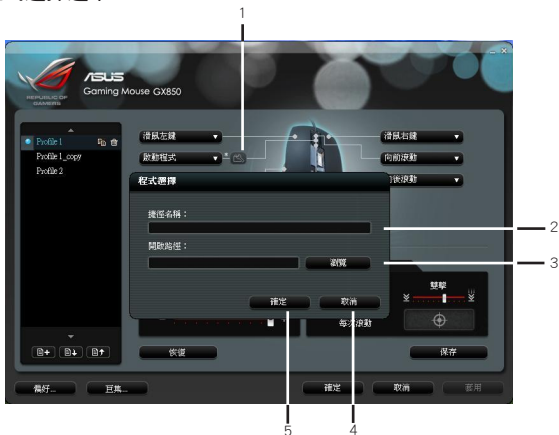 1
ASUS
Gaming Mouse GX850
REPUBLIC OF
GAMERS
Profile 1
Profile 1_copy
Profile 2
滑鼠左鍵
滑鼠右鍵
啟動程式
向前滾動
向後滾動
程式選擇
捷徑名稱：
2
開啟路徑：
瀏覽
3
確定
取消
雙擊
每次滾動
恢復
保存
偏好...
巨集...
確定
取消
套用
5
4